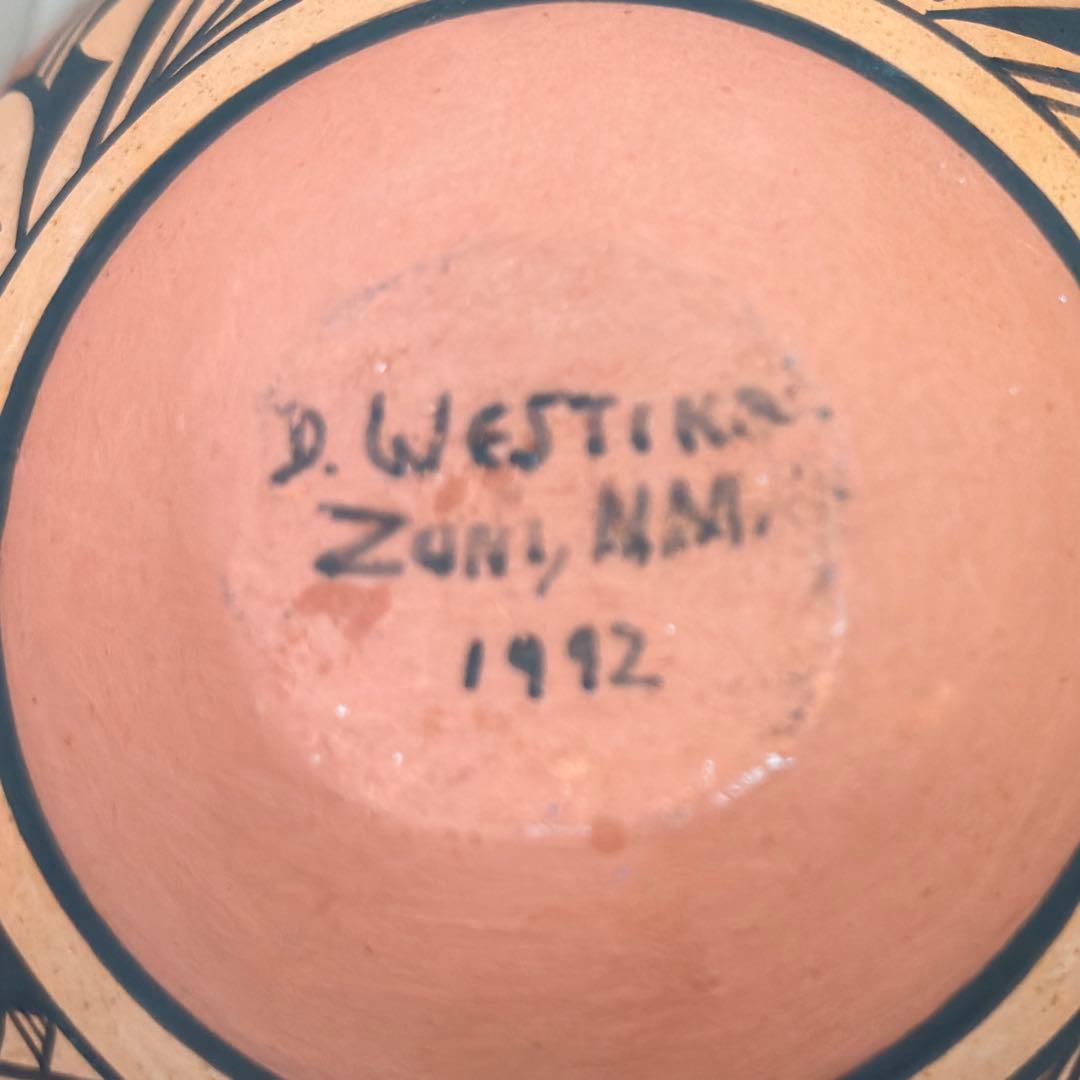 D. WESTIKA.
ZUNI, NM.
1992